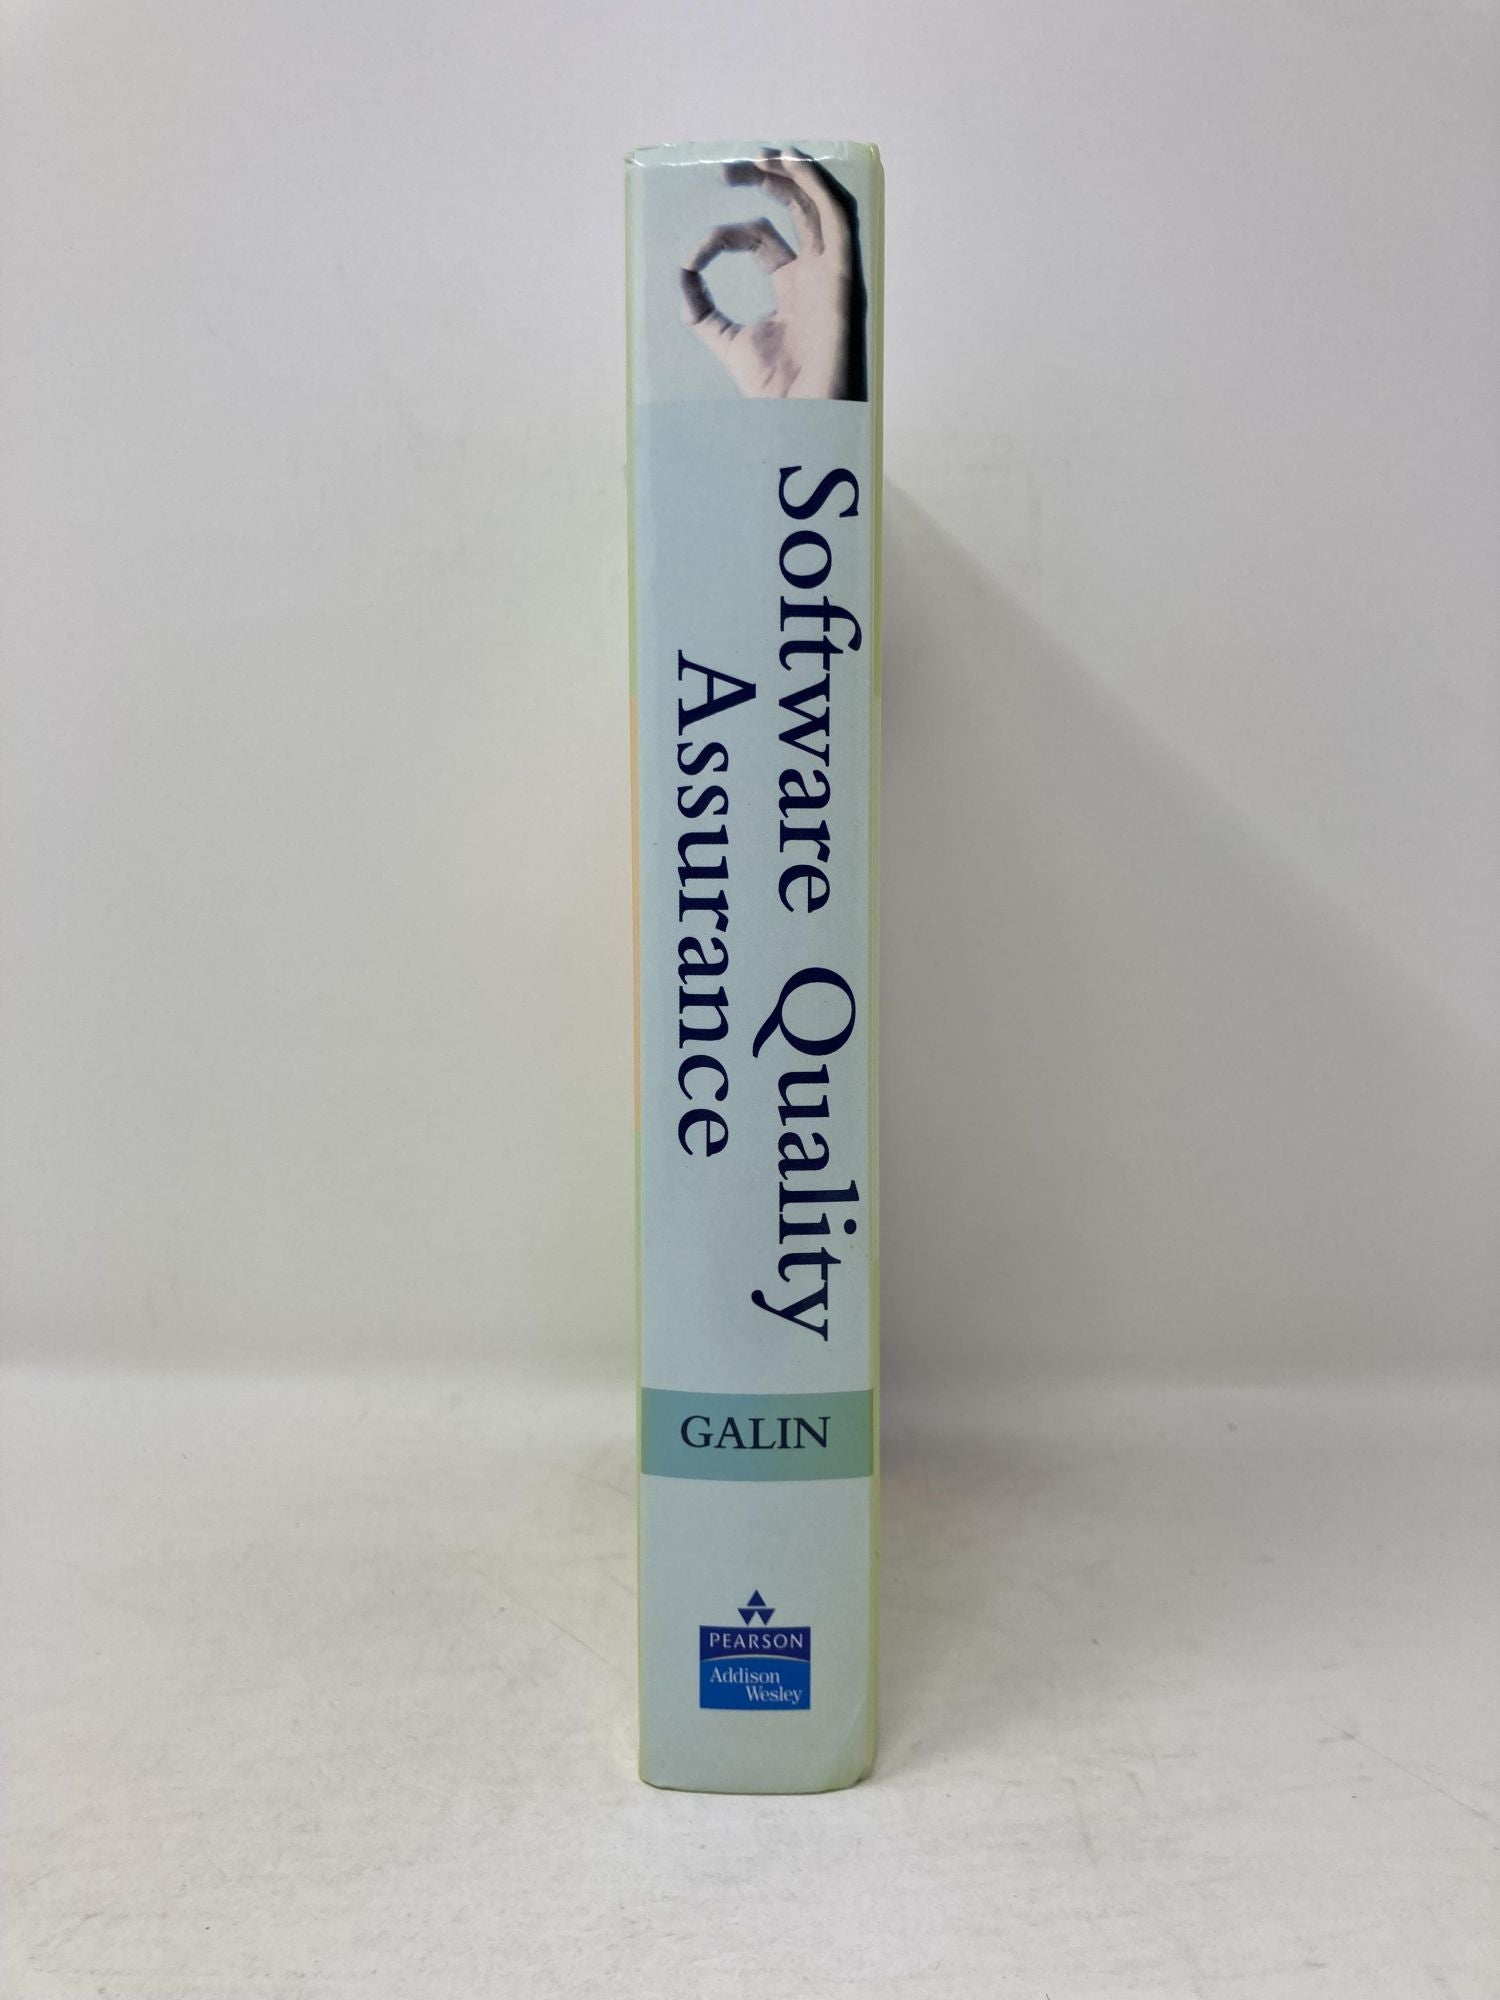 Software Quality
Assurance
GALIN
PEARSON
Addison
Wesley